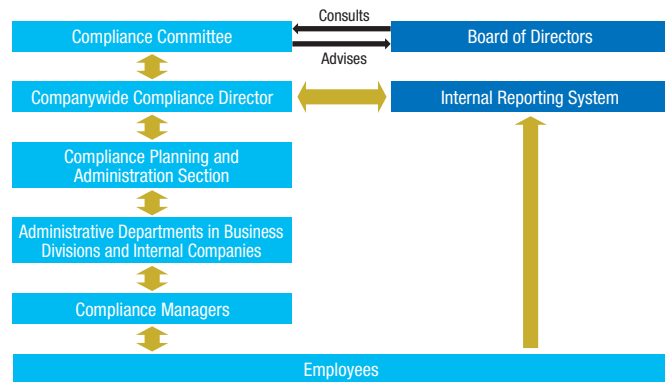 Consults
Compliance Committee
Board of Directors
Advises
Companywide Compliance Director
Internal Reporting System
Compliance Planning and
Administration Section
Administrative Departments in Business
Divisions and Internal Companies
Compliance Managers
Employees